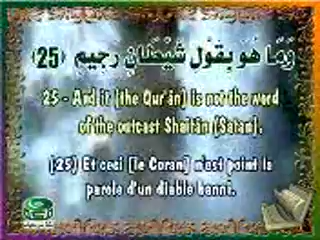 وَمَا هُوَ بِقَوْلِ شَيْطَانٍ رَجِيمٍ (25)
25 - And it (the Qur'ân) is not the word
of the outcast Shaitân (Satan).
(25) Et ceci [le Coran] n'est point la
parole d'un diable banni.